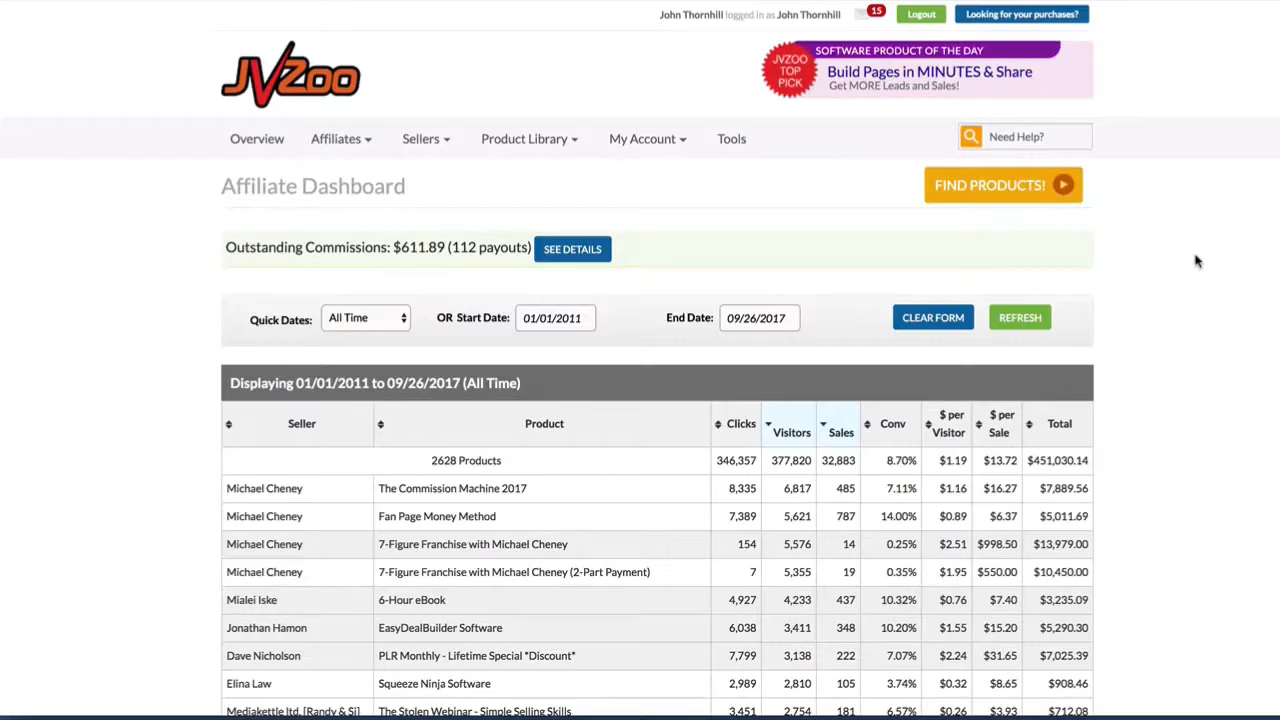 John Thornhill logged in as John Thornhill 15 Logout Looking for your purchases?
JVZoo
JVZOO TOP PICK
SOFTWARE PRODUCT OF THE DAY
Build Pages in MINUTES & Share
Get MORE Leads and Sales!
Overview Affiliates Sellers Product Library My Account Tools Need Help?
Affiliate Dashboard FIND PRODUCTS!
Outstanding Commissions: $611.89 (112 payouts) SEE DETAILS
Quick Dates: All Time OR Start Date: 01/01/2011 End Date: 09/26/2017 CLEAR FORM REFRESH
Displaying 01/01/2011 to 09/26/2017 (All Time)
Seller Product Clicks Visitors Sales Conv $ per Visitor $ per Sale Total
2628 Products 346,357 377,820 32,883 8.70% $1.19 $13.72 $451,030.14
Michael Cheney The Commission Machine 2017 8,335 6,817 485 7.11% $1.16 $16.27 $7,889.56
Michael Cheney Fan Page Money Method 7,389 5,621 787 14.00% $0.89 $6.37 $5,011.69
Michael Cheney 7-Figure Franchise with Michael Cheney 154 5,576 14 0.25% $2.51 $998.50 $13,979.00
Michael Cheney 7-Figure Franchise with Michael Cheney (2-Part Payment) 7 5,355 19 0.35% $1.95 $550.00 $10,450.00
Mialei Iske 6-Hour eBook 4,927 4,233 437 10.32% $0.76 $7.40 $3,235.09
Jonathan Hamon EasyDealBuilder Software 6,038 3,411 348 10.20% $1.55 $15.20 $5,290.30
Dave Nicholson PLR Monthly - Lifetime Special *Discount* 7,799 3,138 222 7.07% $2.24 $31.65 $7,025.39
Elina Law Squeeze Ninja Software 2,989 2,810 105 3.74% $0.32 $8.65 $908.46
Mediakettle ltd. [Randy & Si] The Stolen Webinar - Simple Selling Skills 3,451 2,754 181 6.57% $0.26 $3.93 $712.08